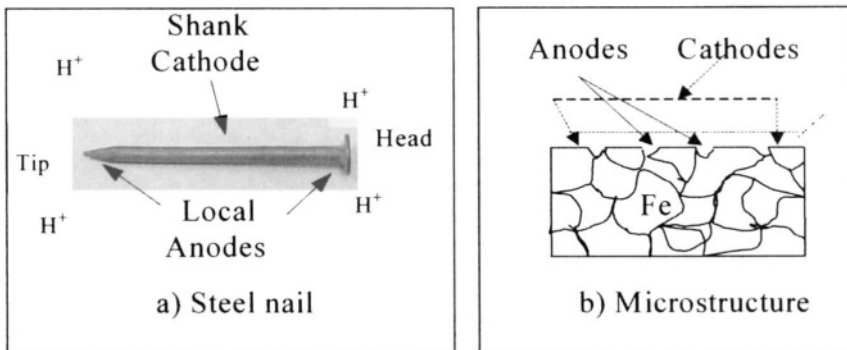 Shank
Cathode
H+
H+
Head
Tip
H+
H+
Local
Anodes
a) Steel nail
Anodes Cathodes
Fe
b) Microstructure